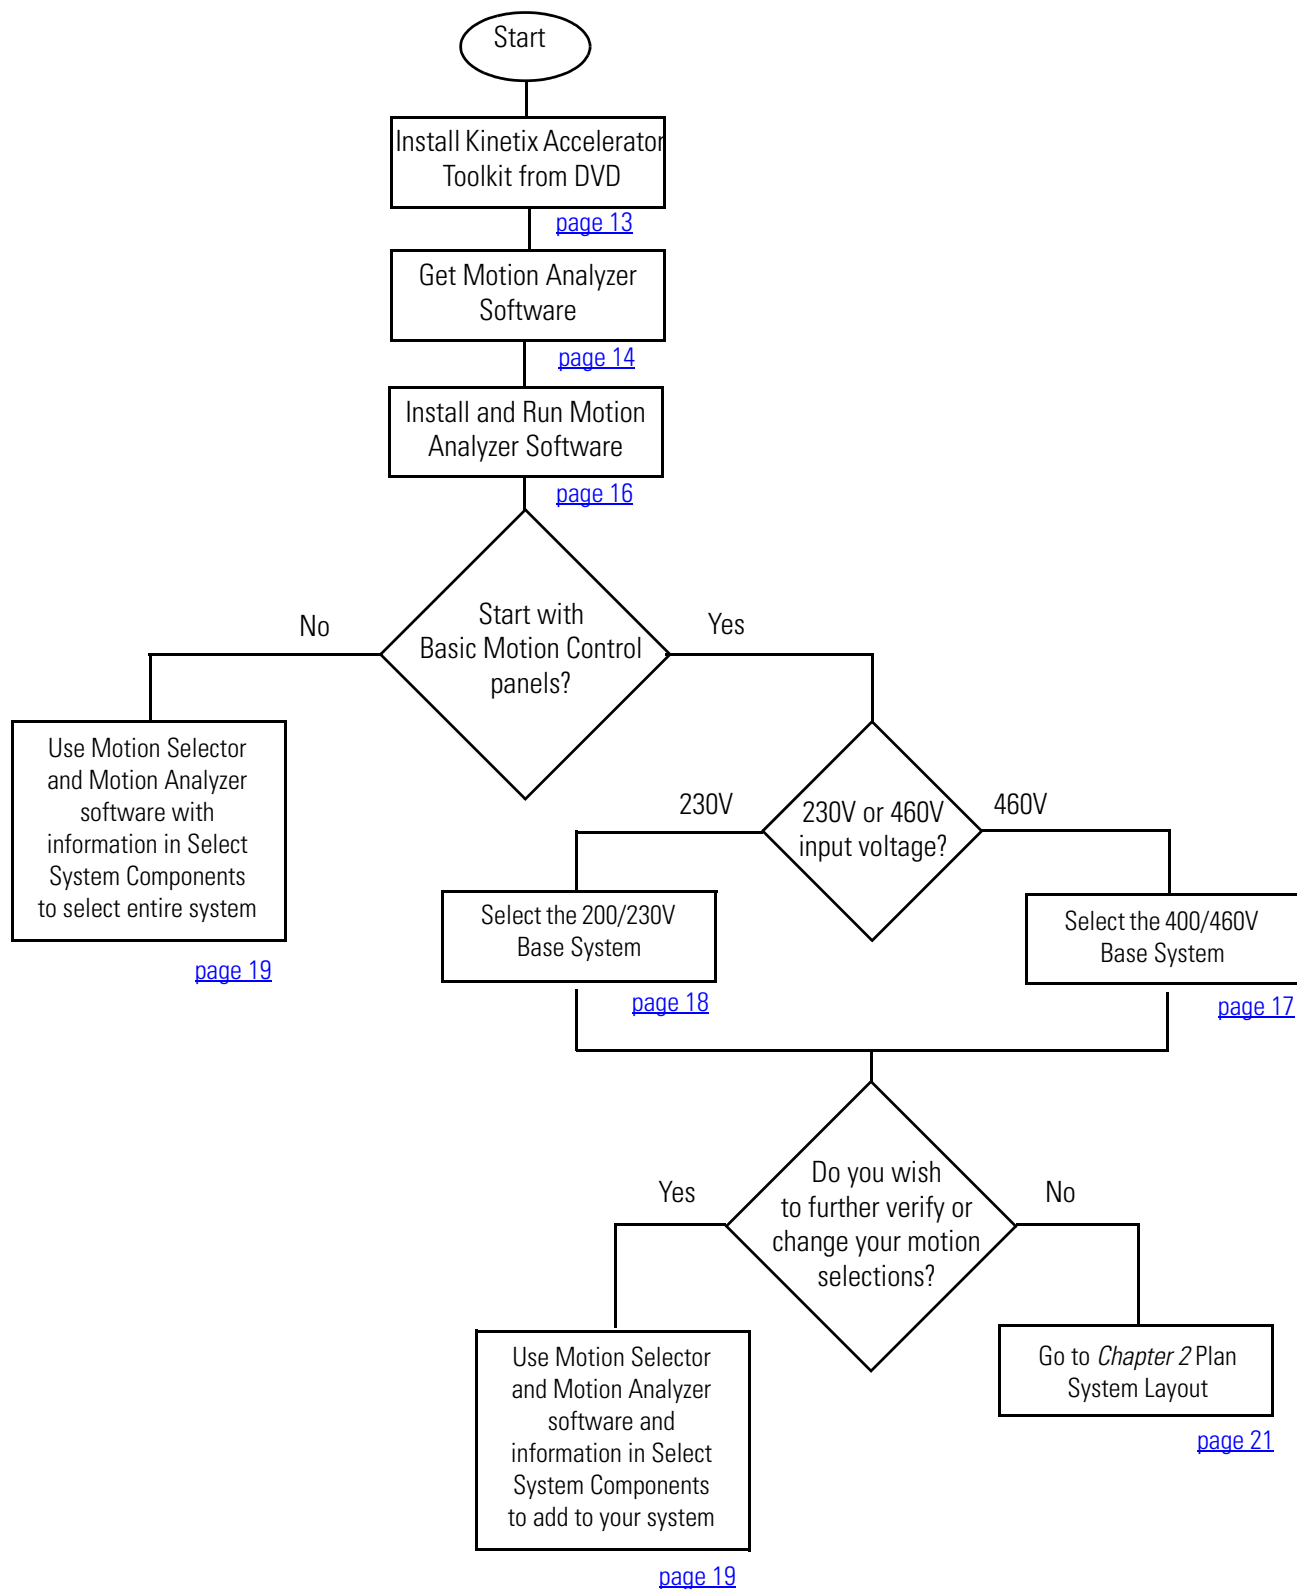 Start
Install Kinetix Accelerator
Toolkit from DVD
page 13
Get Motion Analyzer
Software
page 14
Install and Run Motion
Analyzer Software
page 16
No
Start with
Basic Motion Control
panels?
Yes
Use Motion Selector
and Motion Analyzer
software with
information in Select
System Components
to select entire system
page 19
230V
230V or 460V
input voltage?
460V
Select the 200/230V
Base System
page 18
Select the 400/460V
Base System
page 17
Yes
Do you wish
to further verify or
change your motion
selections?
No
Use Motion Selector
and Motion Analyzer
software and
information in Select
System Components
to add to your system
page 19
Go to Chapter 2 Plan
System Layout
page 21